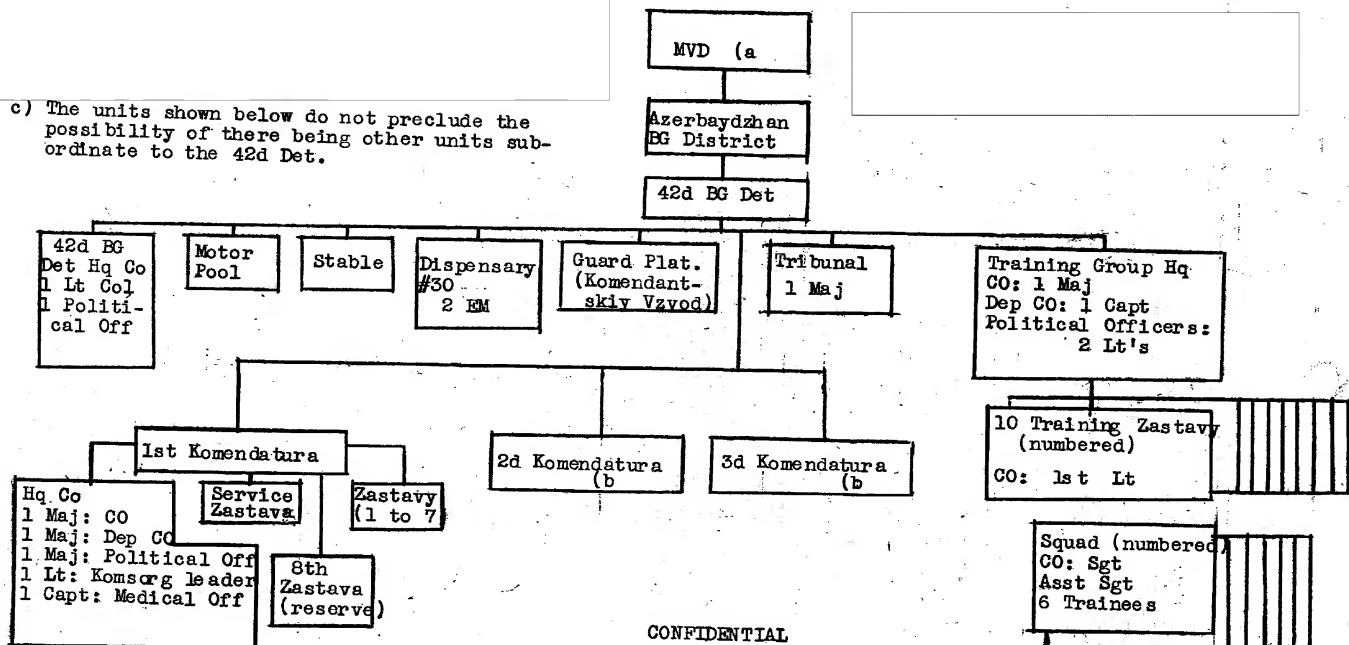 MVD (a
c) The units shown below do not preclude the
possibility of there being other units sub-
ordinate to the 42d Det.
Azerbaydzhan
BG District
42d BG Det
42d BG
Det Hq Co
1 Lt Col
1 Politi-
cal Off
Motor
Pool
Stable
Dispensary
#30
2 EM
Guard Plat.
(Komendant-
skiy Vzvod)
Tribunal
1 Maj
Training Group Hq
CO: 1 Maj
Dep CO: 1 Capt
Political Officers:
2 Lt's
1st Komendatura
2d Komendatura
(b
3d Komendatura
(b
10 Training Zastavy
(numbered)
CO: 1st Lt
Hq Co
1 Maj: CO
1 Maj: Dep CO
1 Maj: Political Off
1 Lt: Komsorg leader
1 Capt: Medical Off
Service
Zastava
Zastavy
(1 to 7
8th
Zastava
(reserve)
Squad (numbered)
CO: Sgt
Asst Sgt
6 Trainees
CONFIDENTIAL